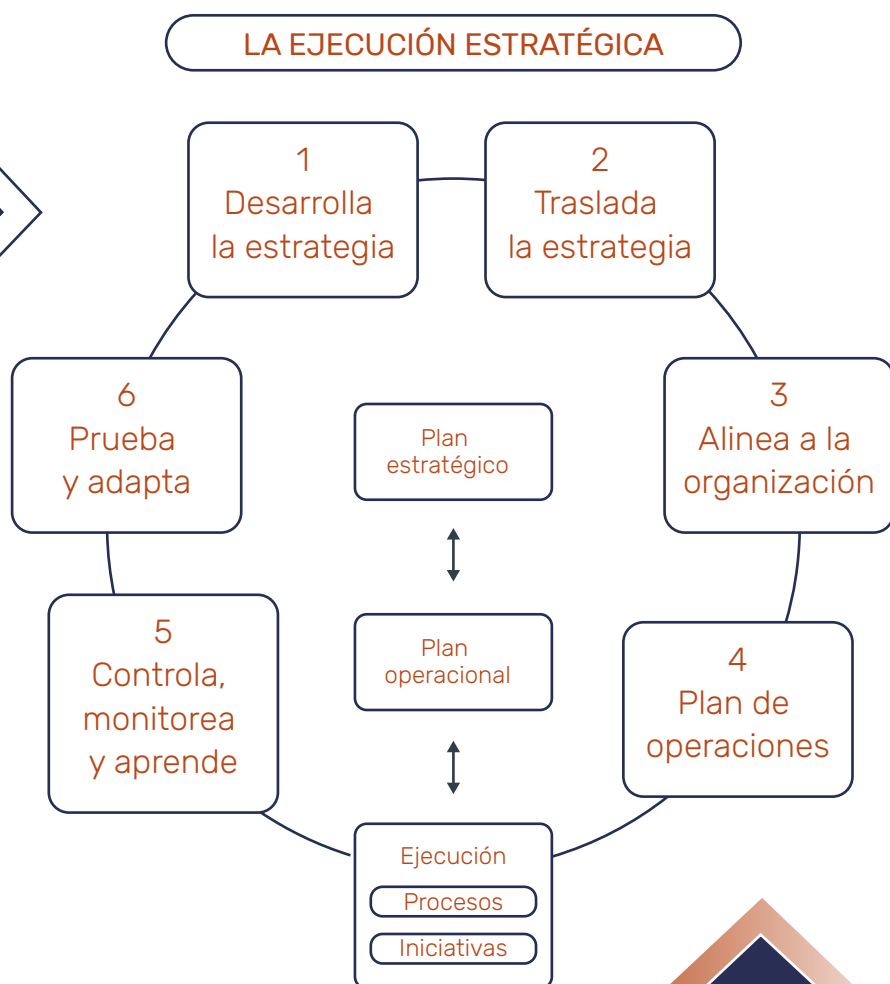 LA EJECUCIÓN ESTRATÉGICA
1
Desarrolla
la estrategia
2
Traslada
la estrategia
3
Alinea a la
organización
4
Plan de
operaciones
5
Controla,
monitorea
y aprende
6
Prueba
y adapta
Plan
estratégico
Plan
operacional
Ejecución
Procesos
Iniciativas